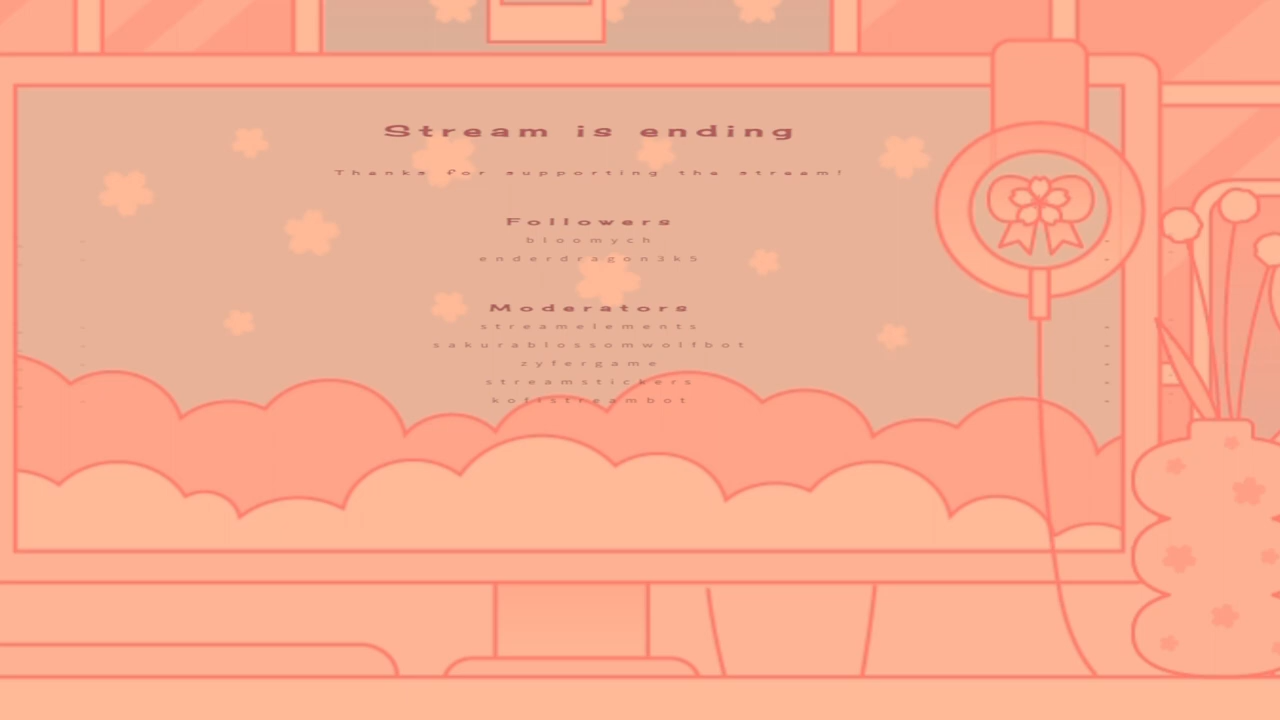 Stream is ending
Thanks for supporting the stream!
Followers
bloomych
enderdragon3k5
Moderators
streamelements
sakurablossomwolfbot
zyfergame
streamstickers
kofistreambot